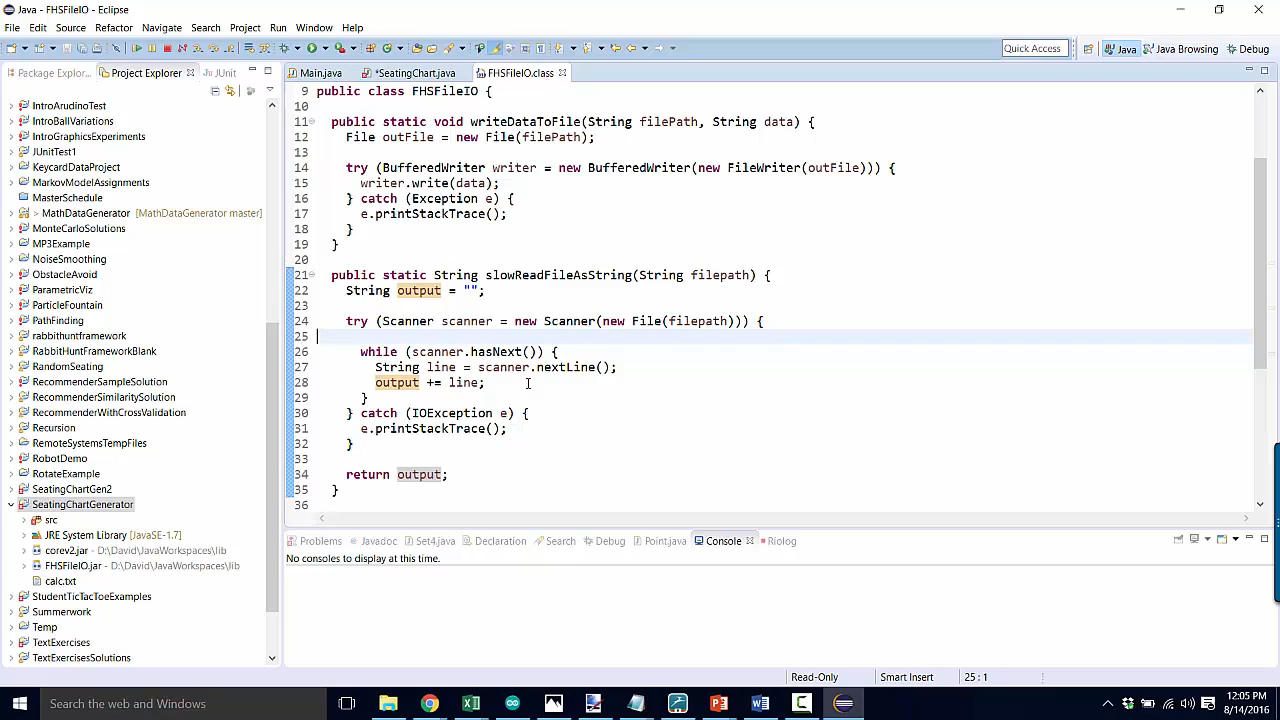 Java - FHSFileIO - Eclipse
File Edit Source Refactor Navigate Search Project Run Window Help
Quick Access Java Java Browsing Debug
Package Explor... Project Explorer JUnit
Main.java *SeatingChart.java FHSFileIO.class
IntroArudinoTest
IntroBallVariations
IntroGraphicsExperiments
JUnitTest1
KeycardDataProject
MarkovModelAssignments
MasterSchedule
> MathDataGenerator [MathDataGenerator master]
MonteCarloSolutions
MP3Example
NoiseSmoothing
ObstacleAvoid
ParametricViz
ParticleFountain
PathFinding
rabbithuntframework
RabbitHuntFrameworkBlank
RandomSeating
RecommenderSampleSolution
RecommenderSimilaritySolution
RecommenderWithCrossValidation
Recursion
RemoteSystemsTempFiles
RobotDemo
RotateExample
SeatingChartGen2
SeatingChartGenerator
src
JRE System Library [JavaSE-1.7]
corev2.jar - D:\David\JavaWorkspaces\lib
FHSFileIO.jar - D:\David\JavaWorkspaces\lib
calc.txt
StudentTicTacToeExamples
Summerwork
Temp
TextExercises
TextExercisesSolutions
9 public class FHSFileIO {
10
11 public static void writeDataToFile(String filePath, String data) {
12 File outFile = new File(filePath);
13
14 try (BufferedWriter writer = new BufferedWriter(new FileWriter(outFile))) {
15 writer.write(data);
16 } catch (Exception e) {
17 e.printStackTrace();
18 }
19 }
20
21 public static String slowReadFileAsString(String filepath) {
22 String output = "";
23
24 try (Scanner scanner = new Scanner(new File(filepath))) {
25
26 while (scanner.hasNext()) {
27 String line = scanner.nextLine();
28 output += line;
29 }
30 } catch (IOException e) {
31 e.printStackTrace();
32 }
33
34 return output;
35 }
36
Problems Javadoc Set4.java Declaration Search Debug Point.java Console Riolog
No consoles to display at this time.
Read-Only Smart Insert 25 : 1
Search the web and Windows
12:05 PM
8/14/2016